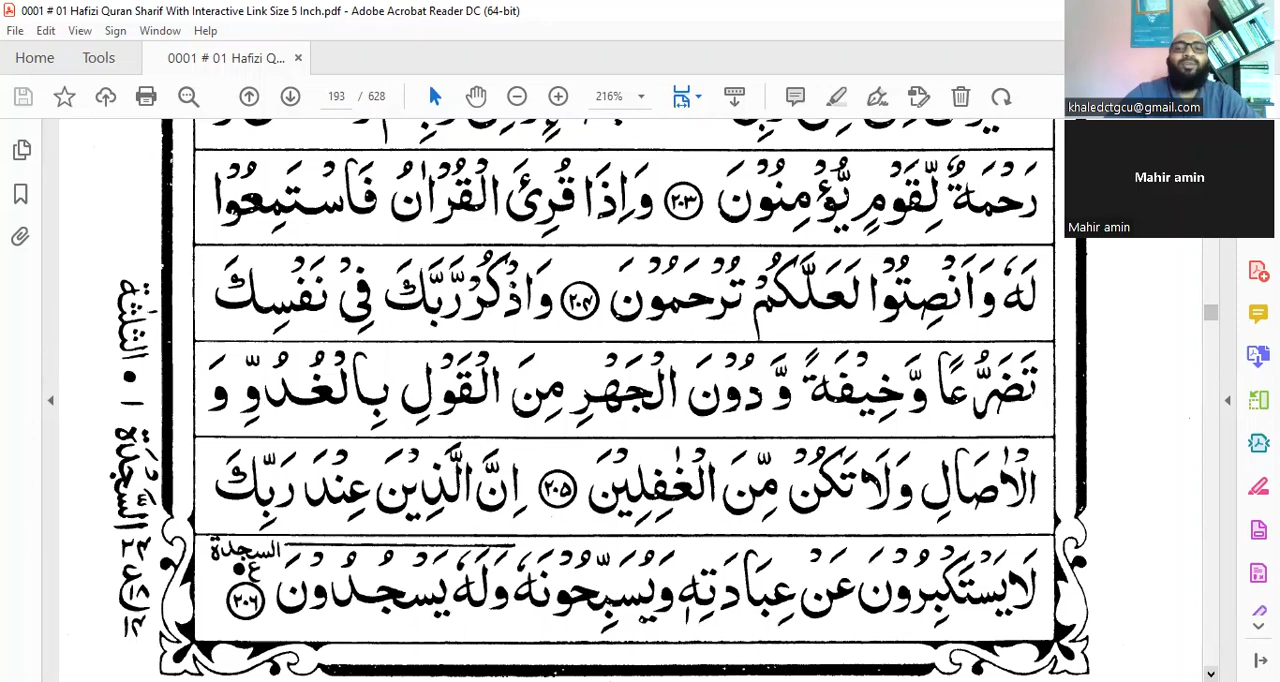 0001 # 01 Hafizi Quran Sharif With Interactive Link Size 5 Inch.pdf - Adobe Acrobat Reader DC (64-bit)
File Edit View Sign Window Help
Home Tools 0001 # 01 Hafizi Q... ×
193 / 628 216%
khaledctgcu@gmail.com
Mahir amin
Mahir amin
رَحْمَةٌ لِّقَوْمٍ يُّؤْمِنُوْنَ ﴿٢٠٣﴾ وَاِذَا قُرِئَ الْقُرْاٰنُ فَاسْتَمِعُوْا
لَهٗ وَاَنْصِتُوْا لَعَلَّكُمْ تُرْحَمُوْنَ ﴿٢٠٤﴾ وَاذْكُرْ رَّبَّكَ فِىْ نَفْسِكَ
تَضَرُّعًا وَّخِيْفَةً وَّدُوْنَ الْجَهْرِ مِنَ الْقَوْلِ بِالْغُدُوِّ وَ
الْاٰصَالِ وَلَا تَكُنْ مِّنَ الْغٰفِلِيْنَ ﴿٢٠٥﴾ اِنَّ الَّذِيْنَ عِنْدَ رَبِّكَ
لَا يَسْتَكْبِرُوْنَ عَنْ عِبَادَتِهٖ وَيُسَبِّحُوْنَهٗ وَلَهٗ يَسْجُدُوْنَ ﴿٢٠٦﴾
السجدة
ع